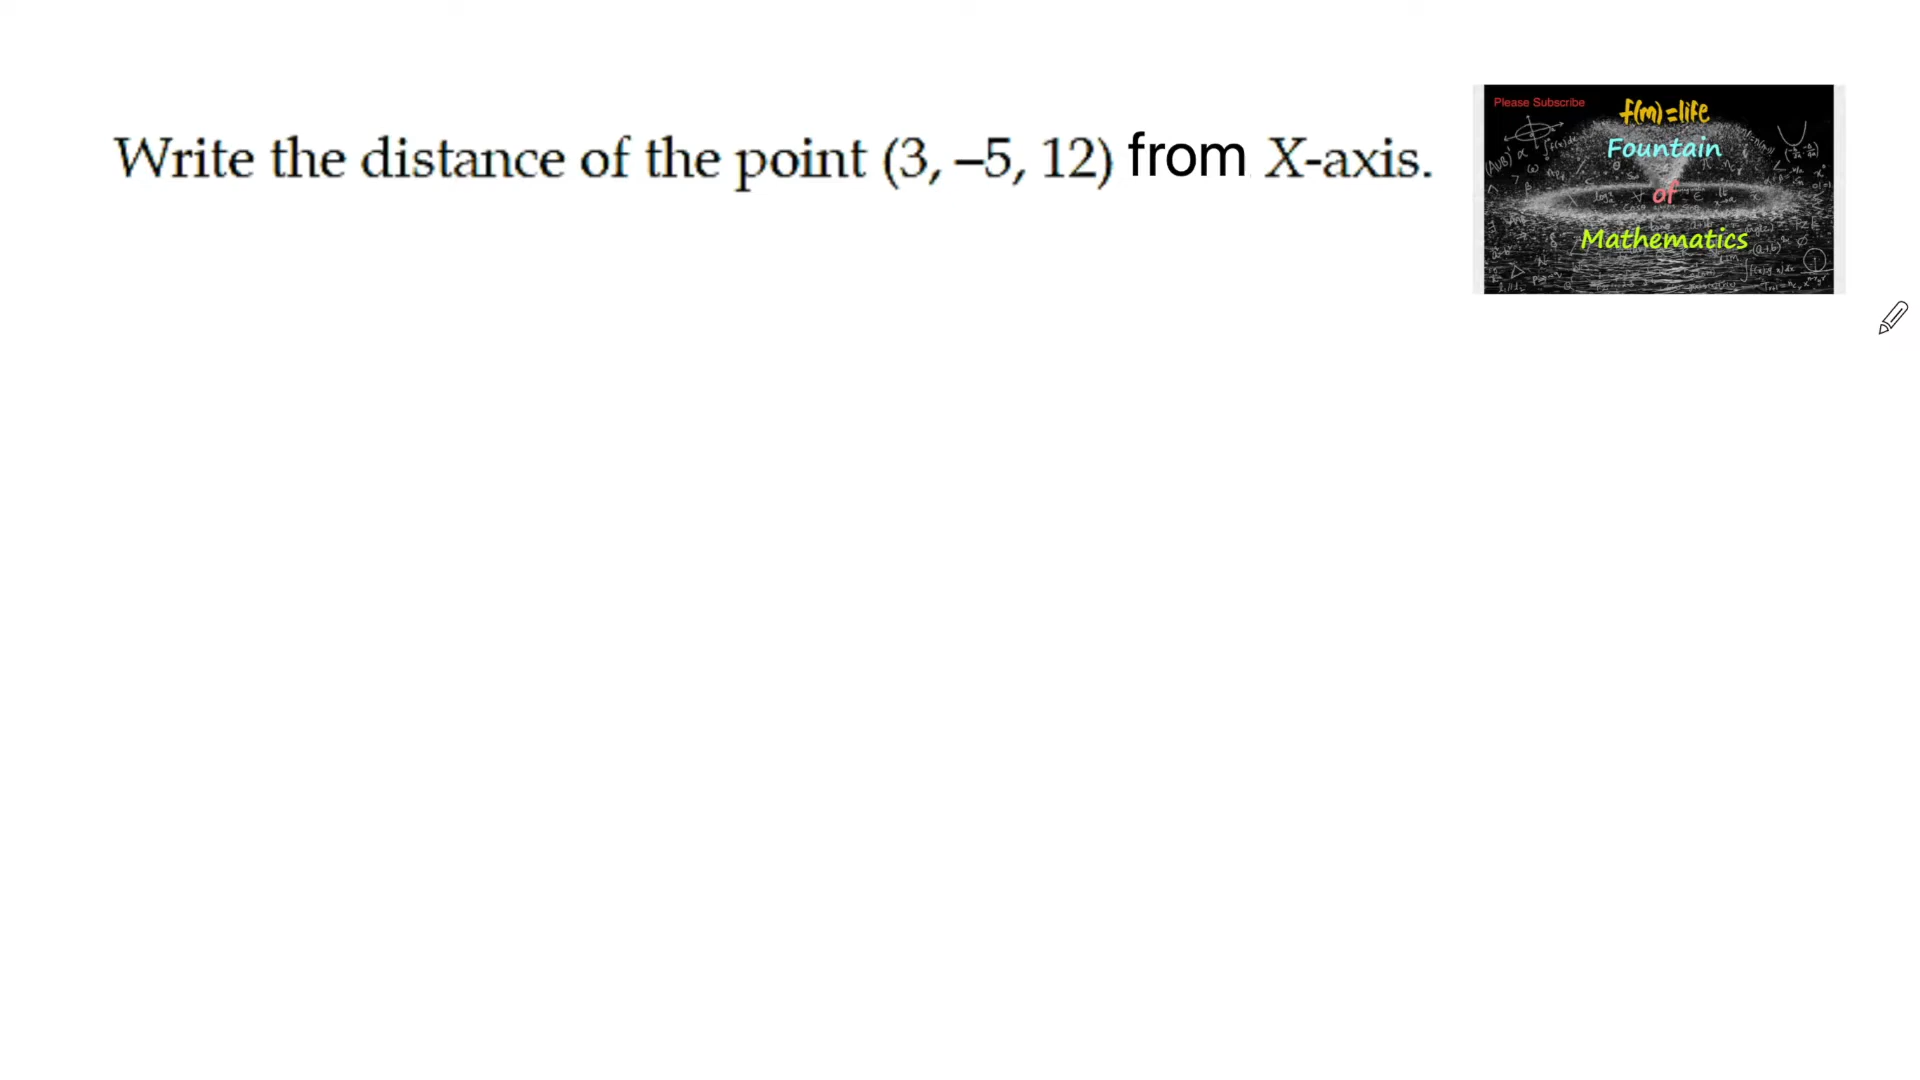 Write the distance of the point (3, –5, 12) from X-axis.
Please Subscribe
f(m)=life
Fountain
of
Mathematics